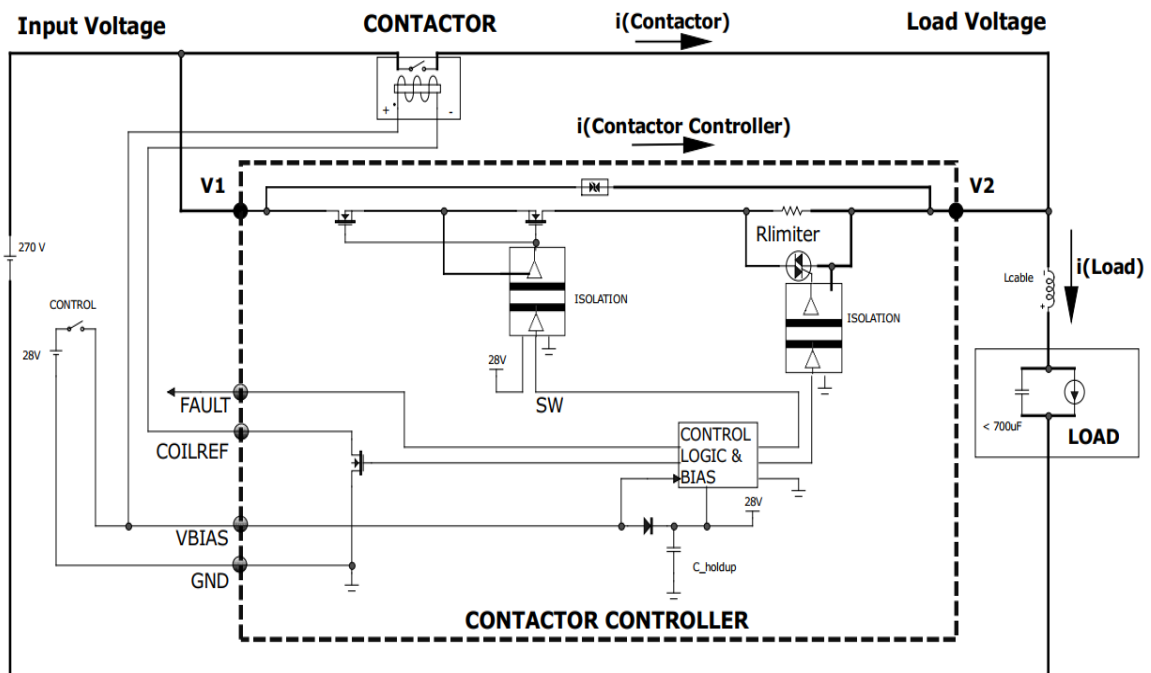 Input Voltage
CONTACTOR
i(Contactor)
Load Voltage
+
-
i(Contactor Controller)
V1
V2
Rlimiter
270 V
Lcable
i(Load)
+
ISOLATION
CONTROL
ISOLATION
28V
28V
FAULT
SW
COILREF
CONTROL
LOGIC &
BIAS
< 700uF
LOAD
28V
VBIAS
C_holdup
GND
CONTACTOR CONTROLLER